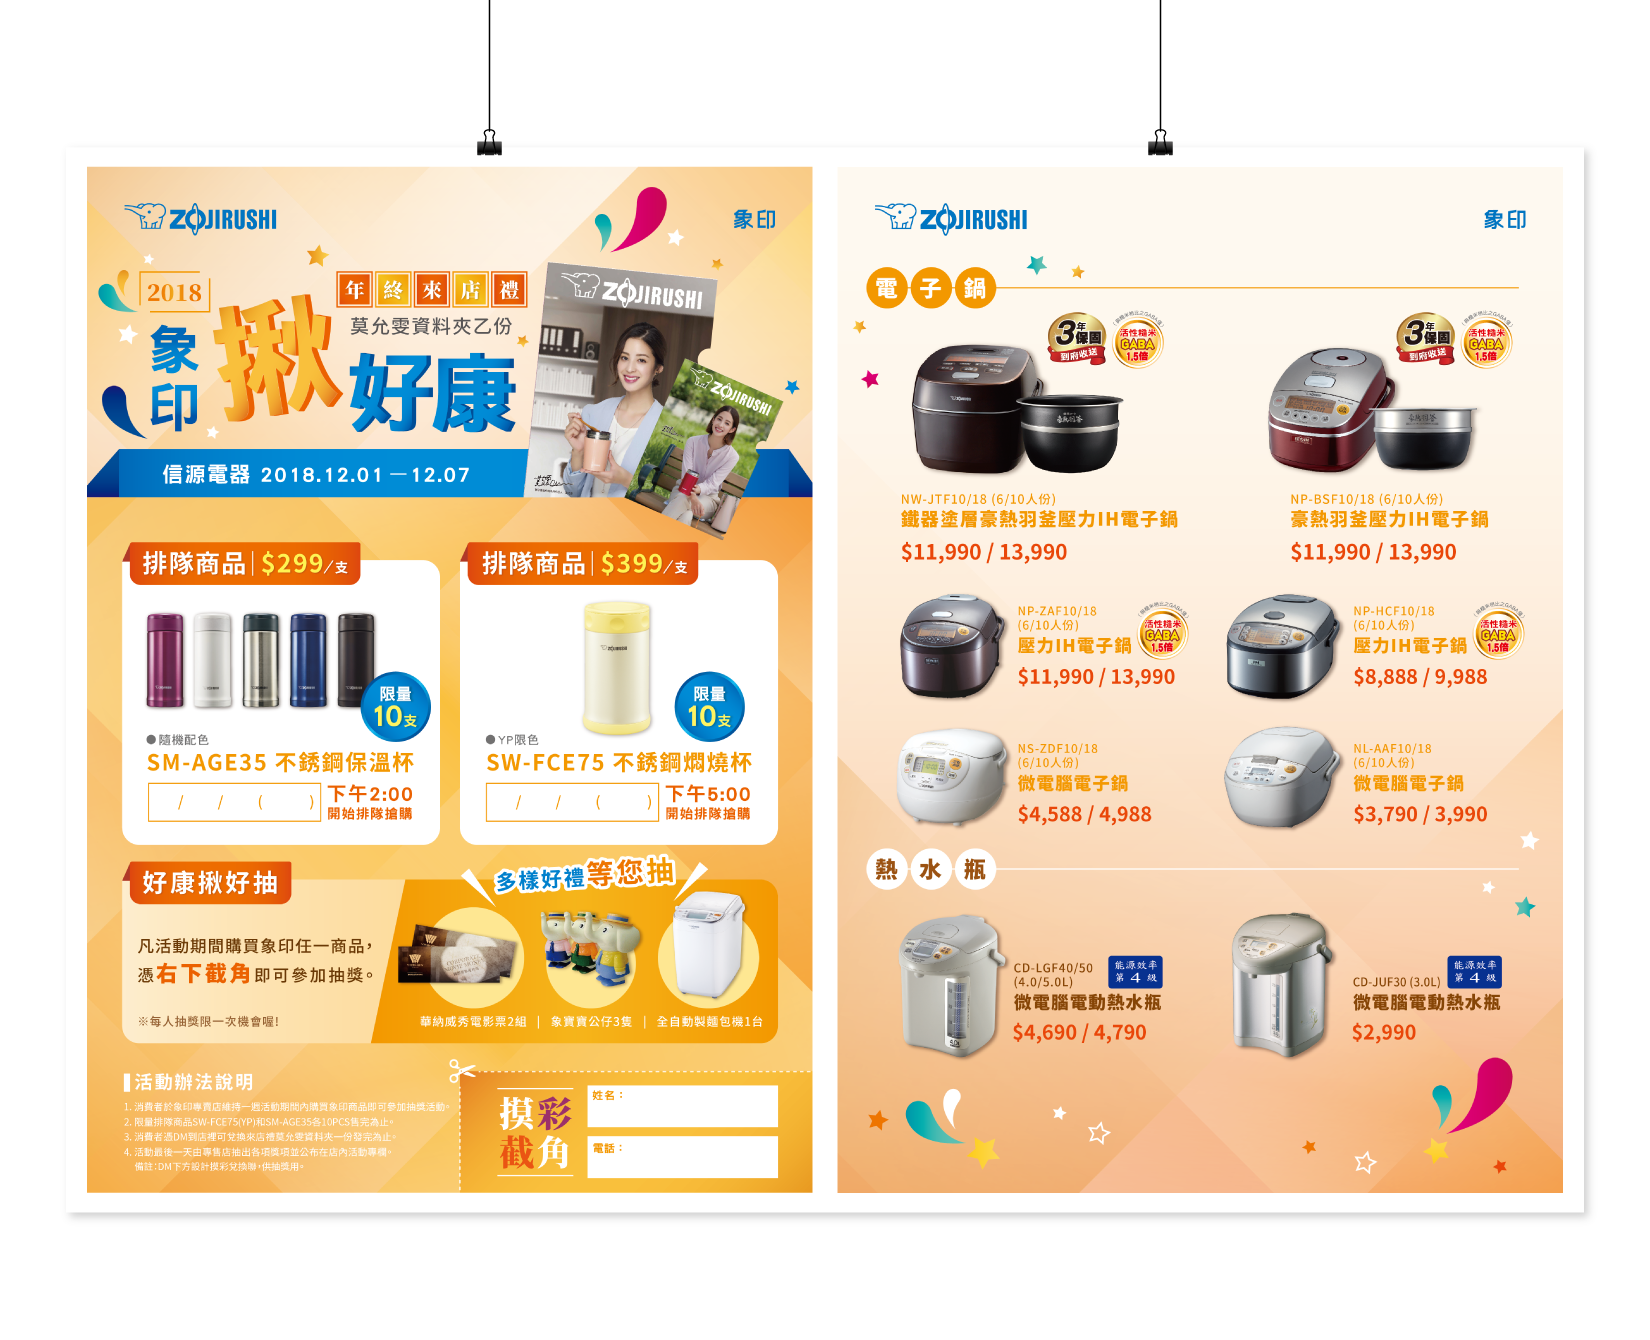 ZOJIRUSHI
象印
2018
年終來店禮
莫允雯資料夾乙份
象印
揪
好康
ZOJIRUSHI
ZOJIRUSHI
信源電器 2018.12.01－12.07
排隊商品 | $299/支
限量
10支
●隨機配色
SM-AGE35 不銹鋼保溫杯
/ / ( )
下午2:00
開始排隊搶購
排隊商品 | $399/支
ZOJIRUSHI
限量
10支
●YP限色
SW-FCE75 不銹鋼燜燒杯
/ / ( )
下午5:00
開始排隊搶購
好康揪好抽
多樣好禮等您抽
凡活動期間購買象印任一商品，
憑右下截角即可參加抽獎。
※每人抽獎限一次機會喔!
華納威秀電影票2組 | 象寶寶公仔3隻 | 全自動製麵包機1台
活動辦法說明
1. 消費者於象印專賣店維持一週活動期間內購買象印商品即可參加抽獎活動。
2. 限量排隊商品SW-FCE75(YP)和SM-AGE35各10PCS售完為止。
3. 消費者憑DM到店裡可兌換來店禮莫允雯資料夾一份發完為止。
4. 活動最後一天由專售店抽出各項獎項並公布在店內活動專欄。
備註:DM下方設計摸彩兌換聯，供抽獎用。
摸彩
截角
姓名：
電話：
ZOJIRUSHI
象印
電子鍋
3年
保固
到府收送
活性糙米
GABA
1.5倍
NW-JTF10/18 (6/10人份)
鐵器塗層豪熱羽釜壓力IH電子鍋
$11,990 / 13,990
3年
保固
到府收送
活性糙米
GABA
1.5倍
NP-BSF10/18 (6/10人份)
豪熱羽釜壓力IH電子鍋
$11,990 / 13,990
NP-ZAF10/18
(6/10人份)
壓力IH電子鍋
$11,990 / 13,990
活性糙米
GABA
1.5倍
NP-HCF10/18
(6/10人份)
壓力IH電子鍋
$8,888 / 9,988
活性糙米
GABA
1.5倍
NS-ZDF10/18
(6/10人份)
微電腦電子鍋
$4,588 / 4,988
NL-AAF10/18
(6/10人份)
微電腦電子鍋
$3,790 / 3,990
熱水瓶
CD-LGF40/50
(4.0/5.0L)
能源效率
第 4 級
微電腦電動熱水瓶
$4,690 / 4,790
CD-JUF30 (3.0L)
能源效率
第 4 級
微電腦電動熱水瓶
$2,990